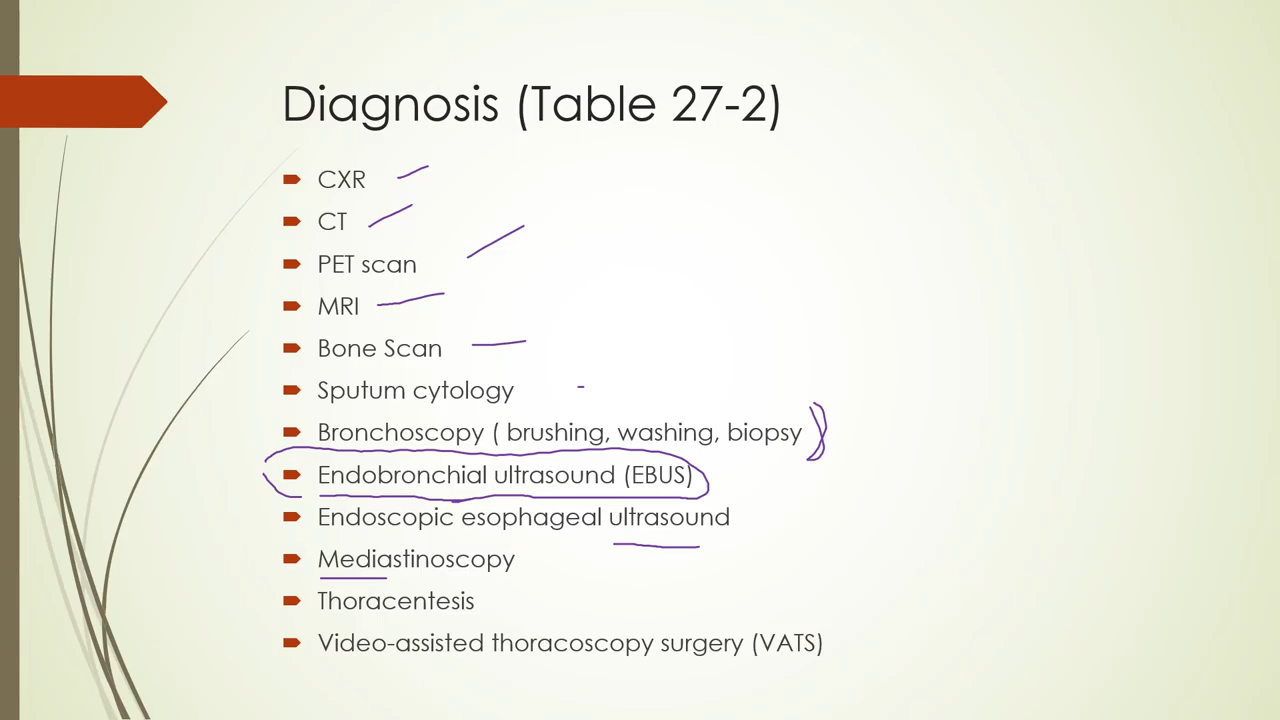 Diagnosis (Table 27-2)
CXR
CT
PET scan
MRI
Bone Scan
Sputum cytology
Bronchoscopy ( brushing, washing, biopsy
Endobronchial ultrasound (EBUS)
Endoscopic esophageal ultrasound
Mediastinoscopy
Thoracentesis
Video-assisted thoracoscopy surgery (VATS)